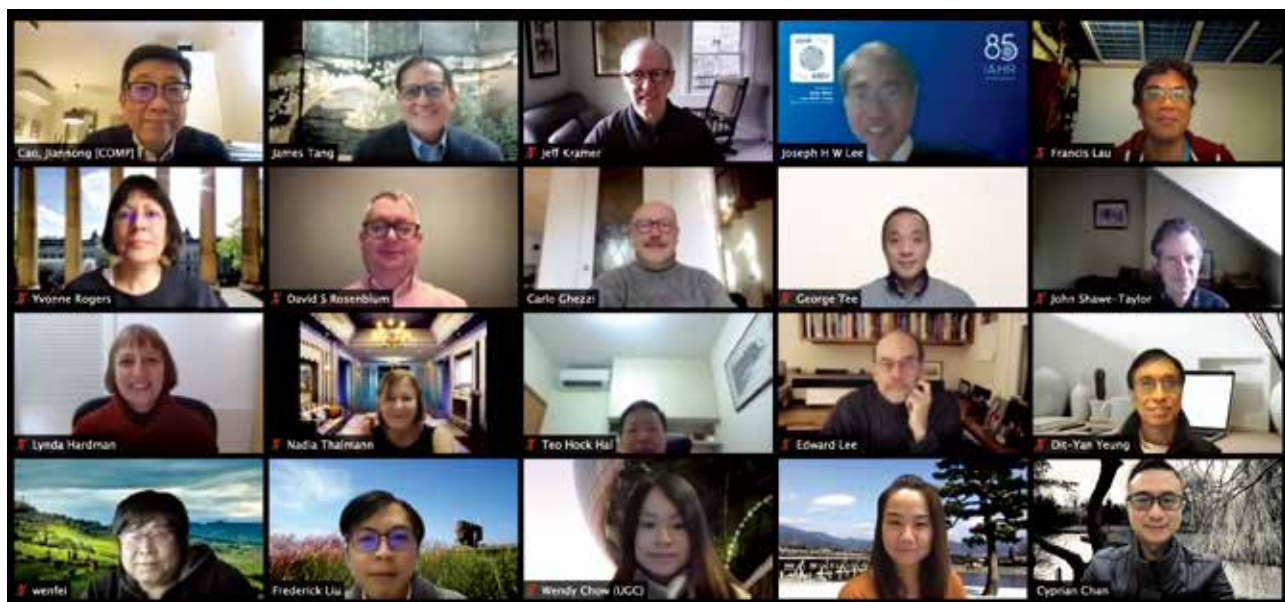 Cao, Jiannong [COMP]
James Tang
Jeff Kramer
85
IAHR
Joseph H W Lee
Francis Lau
Yvonne Rogers
David S Rosenblum
Carlo Ghezzi
George Yee
John Shawe-Taylor
Lynda Hardman
Nadia Thalmann
Teo Hock Hai
Edward Lee
Dit-Yan Yeung
wenfei
Frederick Liu
Wendy Chow (UGC)
Cyprian Chan